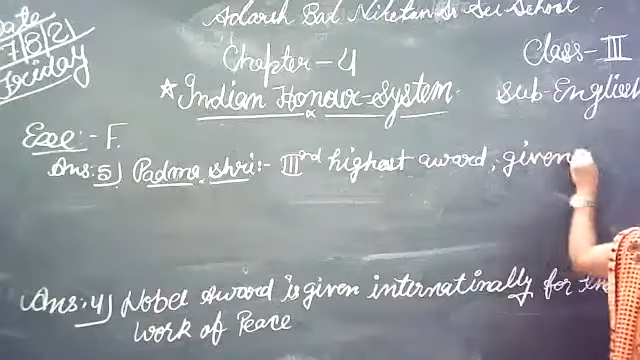 Date
Adarsh Bal Niketan Sr Sec School
7/8/21
Friday
Chapter-4
Class-III
* Indian Honour-System
Sub-English
Exe:- F.
Ans:5) Padma shri:- IIIrd highest award, given
Ans:4) Nobel Award is given internatinally for the
work of Peace